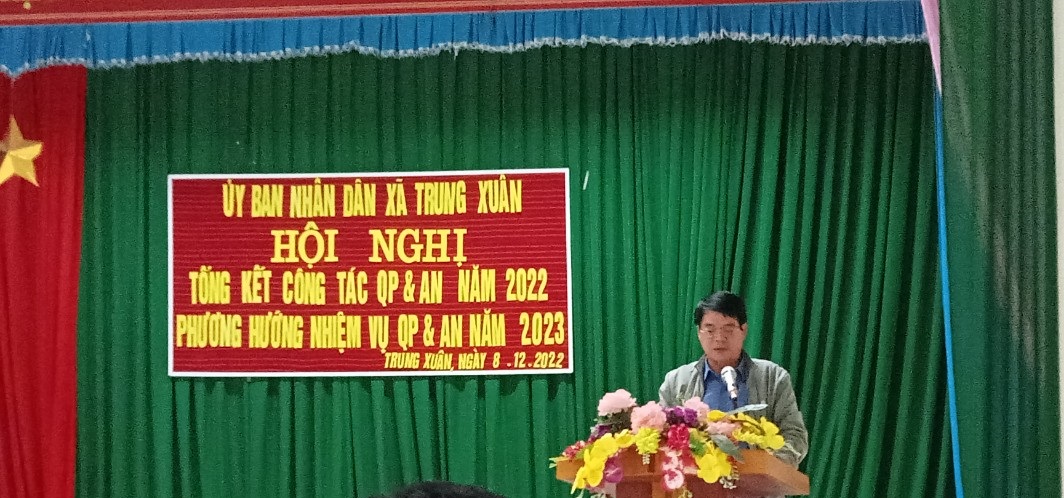 ỦY BAN NHÂN DÂN XÃ TRUNG XUÂN
HỘI NGHỊ
TỔNG KẾT CÔNG TÁC QP & AN NĂM 2022
PHƯƠNG HƯỚNG NHIỆM VỤ QP & AN NĂM 2023
TRUNG XUÂN, NGÀY 8-12-2022